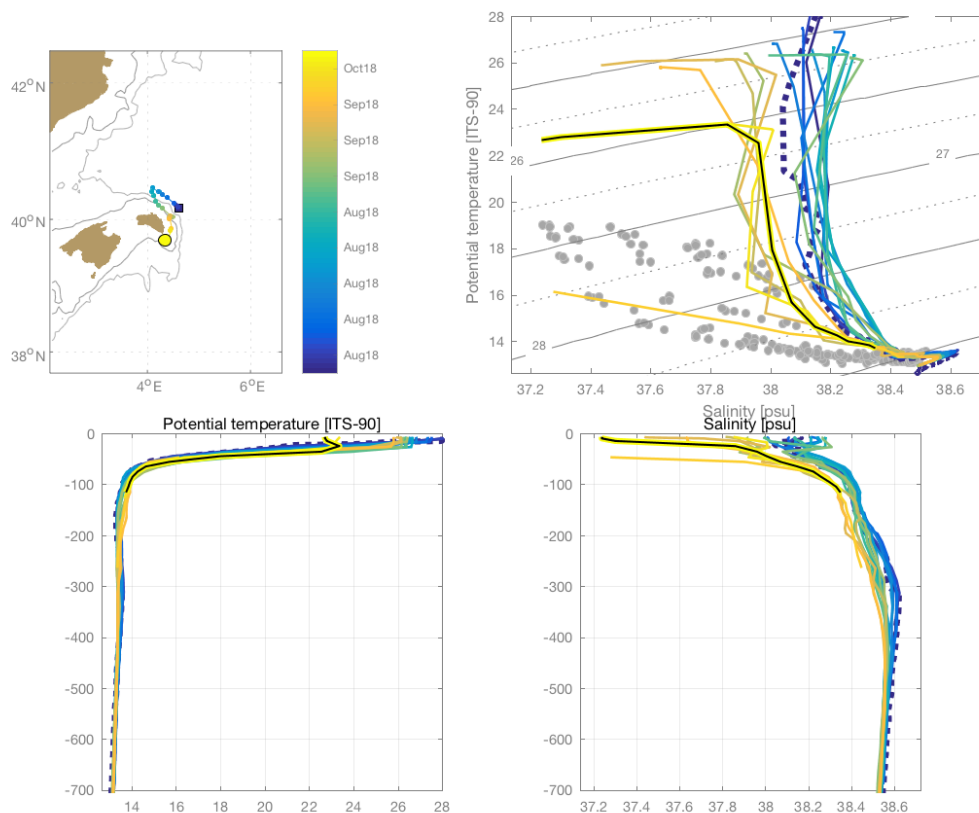 42°N
40°N
38°N
4°E
6°E
Oct18
Sep18
Sep18
Sep18
Aug18
Aug18
Aug18
Aug18
Aug18
Potential temperature [ITS-90]
28
26
24
22
20
18
16
14
26
27
28
37.2
37.4
37.6
37.8
38
38.2
38.4
38.6
Salinity [psu]
Potential temperature [ITS-90]
0
-100
-200
-300
-400
-500
-600
-700
14
16
18
20
22
24
26
28
Salinity [psu]
0
-100
-200
-300
-400
-500
-600
-700
37.2
37.4
37.6
37.8
38
38.2
38.4
38.6